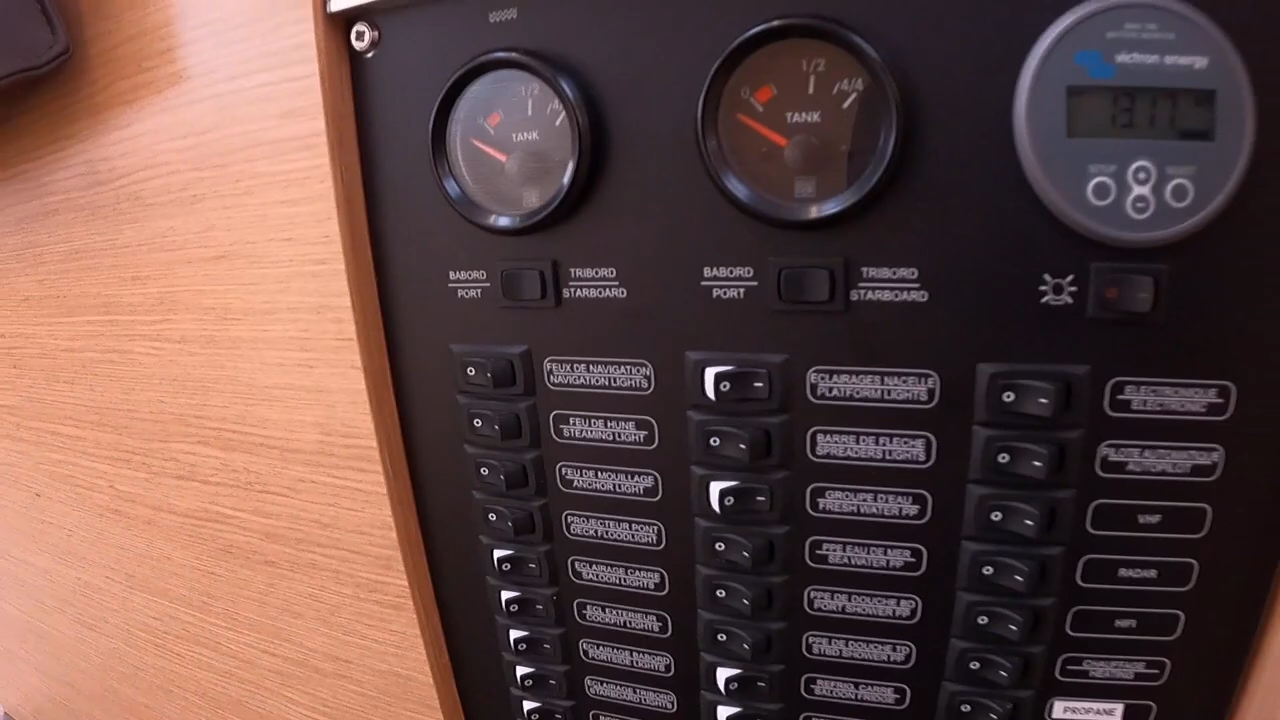 0 1/2 4/4
TANK
0 1/2 4/4
TANK
victron energy
SETUP + SELECT
-
13.17
BABORD
PORT
TRIBORD
STARBOARD
BABORD
PORT
TRIBORD
STARBOARD
FEUX DE NAVIGATION
NAVIGATION LIGHTS
FEU DE HUNE
STEAMING LIGHT
FEU DE MOUILLAGE
ANCHOR LIGHT
PROJECTEUR PONT
DECK FLOODLIGHT
ECLAIRAGE CARRE
SALOON LIGHTS
ECL EXTERIEUR
COCKPIT LIGHTS
ECLAIRAGE BABORD
PORTSIDE LIGHTS
ECLAIRAGE TRIBORD
STARBOARD LIGHTS
ECLAIRAGES NACELLE
PLATFORM LIGHTS
BARRE DE FLECHE
SPREADERS LIGHTS
GROUPE D'EAU
FRESH WATER PP
PPE EAU DE MER
SEA WATER PP
PPE DE DOUCHE BD
PORT SHOWER PP
PPE DE DOUCHE TD
STBD SHOWER PP
REFRIG. CARRE
SALOON FRIDGE
ELECTRONIQUE
ELECTRONIC
PILOTE AUTOMATIQUE
AUTOPILOT
VHF
RADAR
HIFI
CHAUFFAGE
HEATING
PROPANE